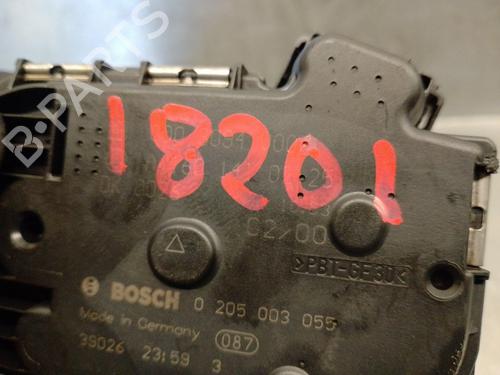 B-PARTS
18201
C2/00
>PBT-GF30<
BOSCH 0 205 003 055
Made in Germany 087
39026 23:59 3